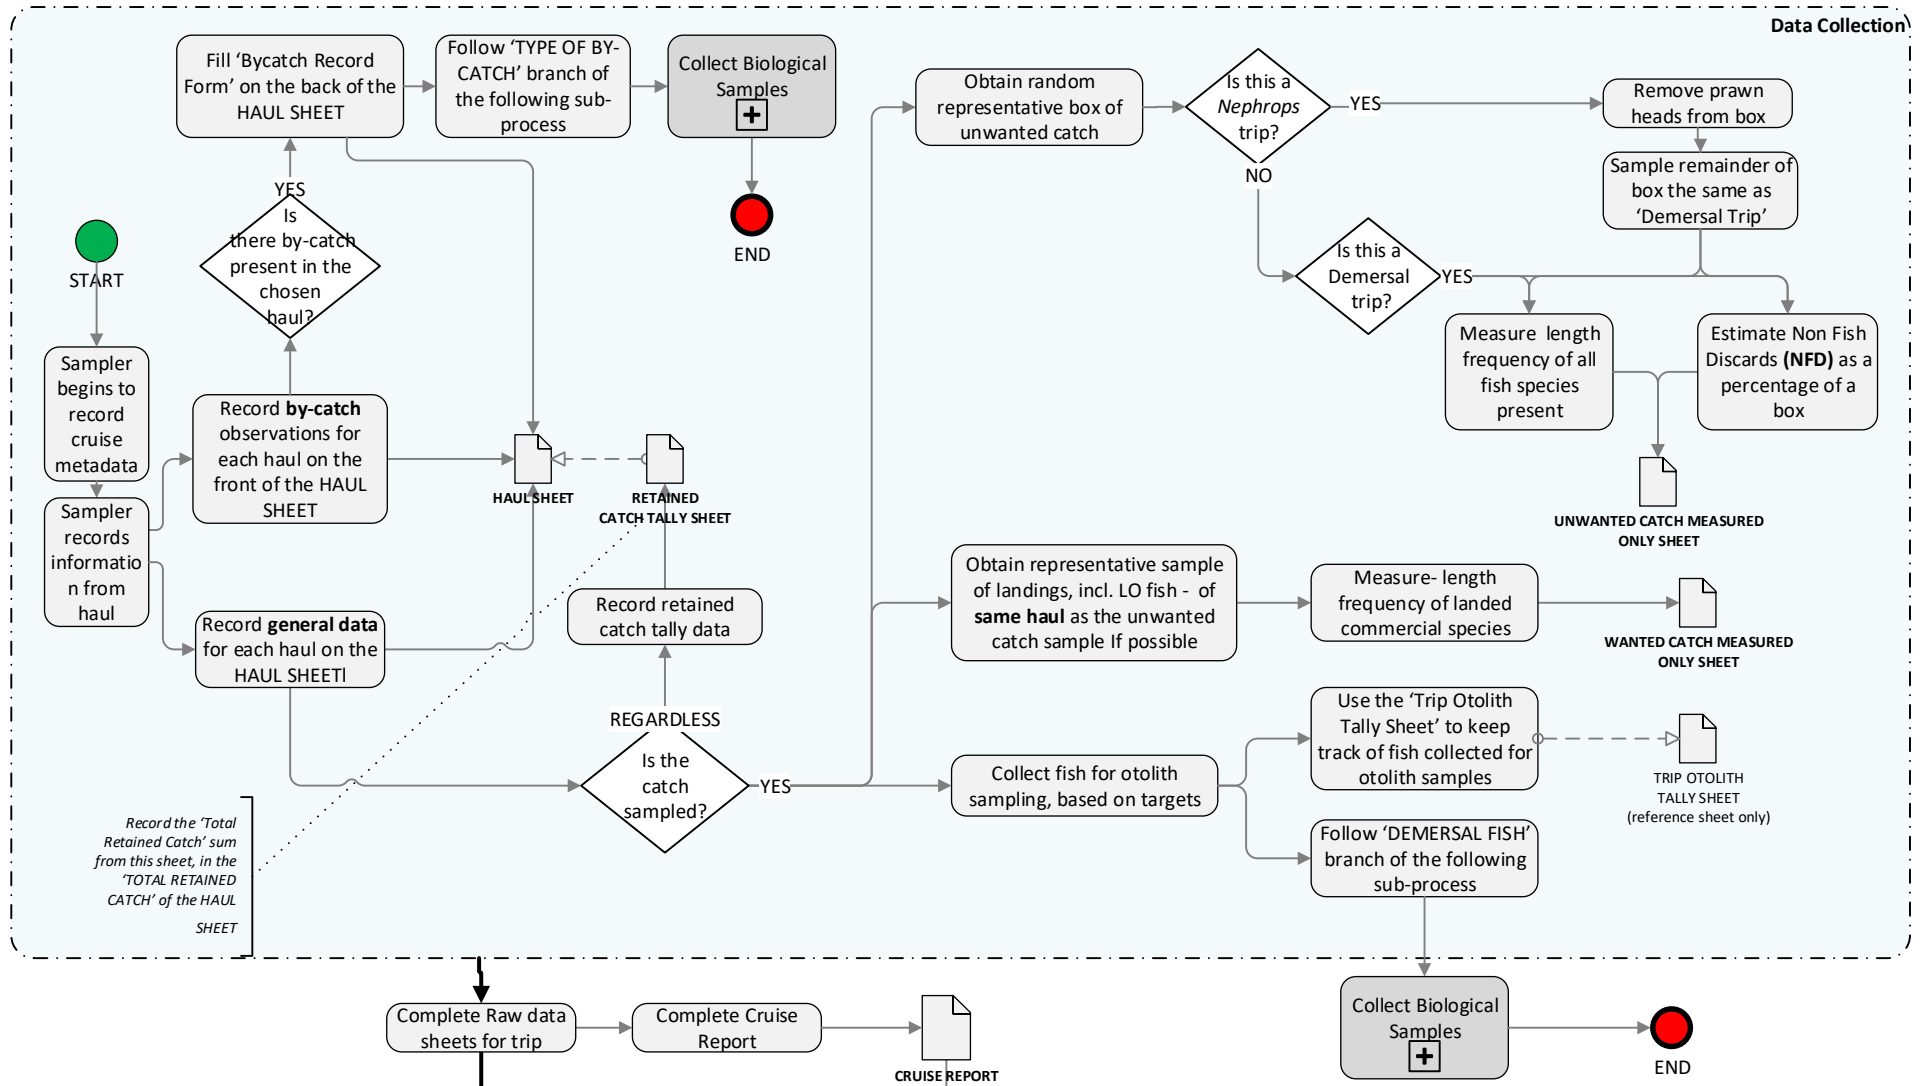 Data Collection
Fill ‘Bycatch Record
Form’ on the back of the
HAUL SHEET
Follow ‘TYPE OF BY-
CATCH’ branch of
the following sub-
process
Collect Biological
Samples
END
YES
Is
there by-catch
present in the
chosen
haul?
START
Sampler
begins to
record
cruise
metadata
Sampler
records
informatio
n from
haul
Record by-catch
observations for
each haul on the
front of the HAUL
SHEET
Record general data
for each haul on the
HAUL SHEETl
HAUL SHEET
RETAINED
CATCH TALLY SHEET
Record retained
catch tally data
REGARDLESS
Is the
catch
sampled?
YES
Record the ‘Total
Retained Catch’ sum
from this sheet, in the
‘TOTAL RETAINED
CATCH’ of the HAUL
SHEET
Obtain random
representative box of
unwanted catch
Is this a
Nephrops
trip?
YES
NO
Remove prawn
heads from box
Sample remainder of
box the same as
‘Demersal Trip’
Is this a
Demersal
trip?
YES
Measure  length
frequency of all
fish species
present
Estimate Non Fish
Discards (NFD) as a
percentage of a
box
UNWANTED CATCH MEASURED
ONLY SHEET
Obtain representative sample
of landings, incl. LO fish -  of
same haul as the unwanted
catch sample If possible
Measure- length
frequency of landed
commercial species
WANTED CATCH MEASURED
ONLY SHEET
Collect fish for otolith
sampling, based on targets
Use the ‘Trip Otolith
Tally Sheet’ to keep
track of fish collected for
otolith samples
TRIP OTOLITH
TALLY SHEET
(reference sheet only)
Follow ‘DEMERSAL FISH’
branch of the following
sub-process
Collect Biological
Samples
END
Complete Raw data
sheets for trip
Complete Cruise
Report
CRUISE REPORT